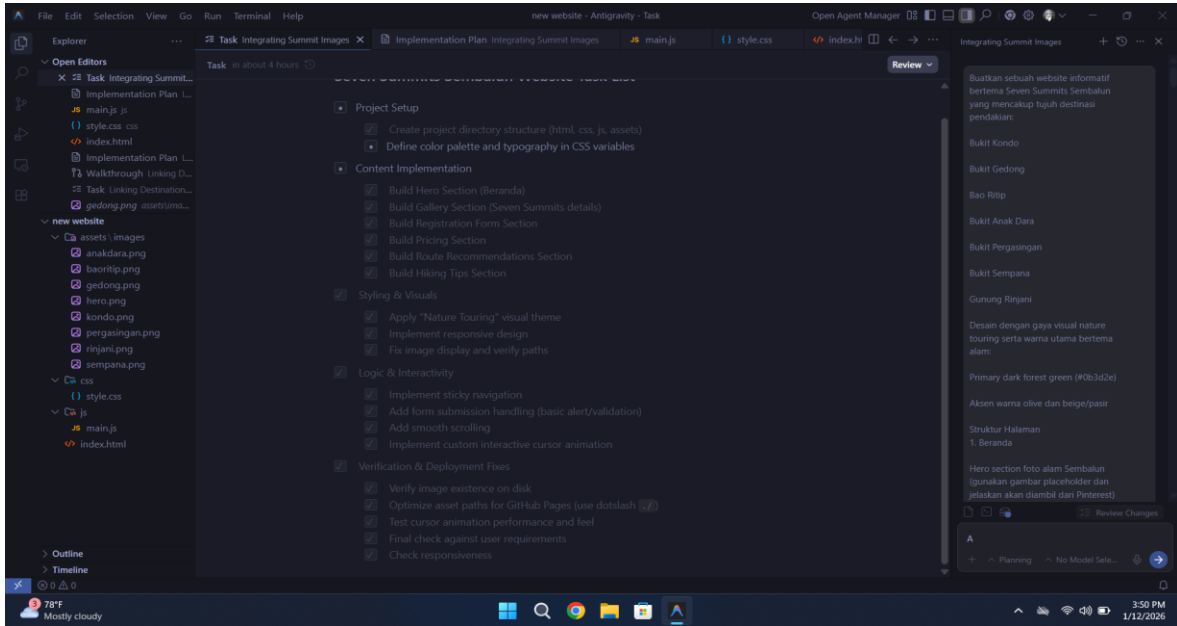 File Edit Selection View Go Run Terminal Help
new website - Antigravity - Task
Open Agent Manager
Explorer
Open Editors
Task Integrating Summit...
Implementation Plan I...
JS main.js js
{ } style.css css
</> index.html
Implementation Plan I...
Walkthrough Linking D...
Task Linking Destination...
gedong.png assets\ima...
new website
assets \ images
anakdara.png
baoritip.png
gedong.png
hero.png
kondo.png
pergasingan.png
rinjani.png
sempana.png
css
{ } style.css
js
JS main.js
</> index.html
Outline
Timeline
Task Integrating Summit Images
Implementation Plan Integrating Summit Images
JS main.js
{ } style.css
</> index.ht
Task in about 4 hours
Review
Seven Summits Sembalun Website Task List
Project Setup
Create project directory structure (html, css, js, assets)
Define color palette and typography in CSS variables
Content Implementation
Build Hero Section (Beranda)
Build Gallery Section (Seven Summits details)
Build Registration Form Section
Build Pricing Section
Build Route Recommendations Section
Build Hiking Tips Section
Styling & Visuals
Apply "Nature Touring" visual theme
Implement responsive design
Fix image display and verify paths
Logic & Interactivity
Implement sticky navigation
Add form submission handling (basic alert/validation)
Add smooth scrolling
Implement custom interactive cursor animation
Verification & Deployment Fixes
Verify image existence on disk
Optimize asset paths for GitHub Pages (use dotslash ./)
Test cursor animation performance and feel
Final check against user requirements
Check responsiveness
Integrating Summit Images
Buatkan sebuah website informatif
bertema Seven Summits Sembalun
yang mencakup tujuh destinasi
pendakian:
Bukit Kondo
Bukit Gedong
Bao Ritip
Bukit Anak Dara
Bukit Pergasingan
Bukit Sempana
Gunung Rinjani
Desain dengan gaya visual nature
touring serta warna utama bertema
alam:
Primary dark forest green (#0b3d2e)
Aksen warna olive dan beige/pasir
Struktur Halaman
1. Beranda
Hero section foto alam Sembalun
(gunakan gambar placeholder dan
jelaskan akan diambil dari Pinterest)
Review Changes
A
Planning
No Model Sele...
0 0
3
78°F
Mostly cloudy
3:50 PM
1/12/2026